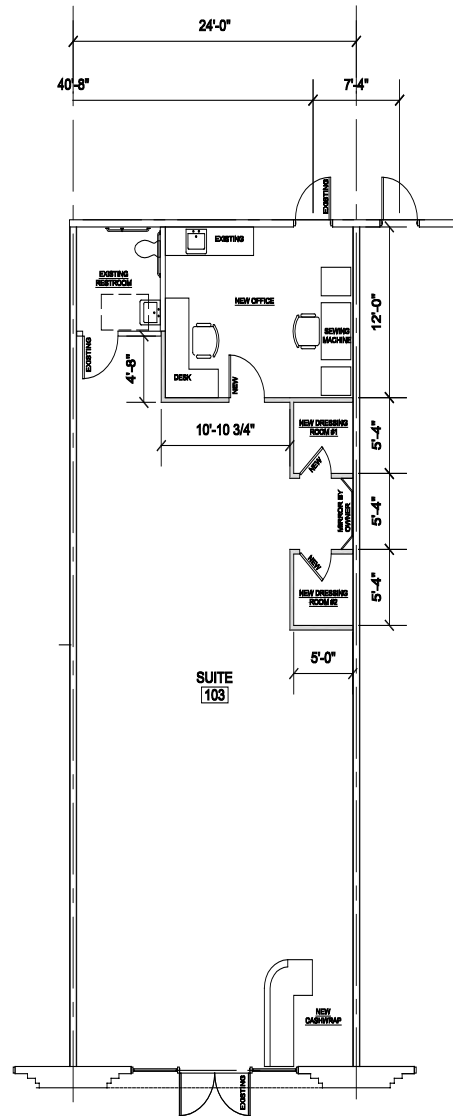 24'-0"
40'-8"
7'-4"
EXISTING
EXISTING
EXISTING
RESTROOM
NEW OFFICE
SEWING
MACHINE
12'-0"
EXISTING
4'-8"
DESK
NEW
10'-10 3/4"
NEW DRESSING
ROOM #1
NEW
5'-4"
MIRROR BY
OWNER
5'-4"
NEW
NEW DRESSING
ROOM #2
5'-4"
5'-0"
SUITE
103
NEW
CASHWRAP
EXISTING